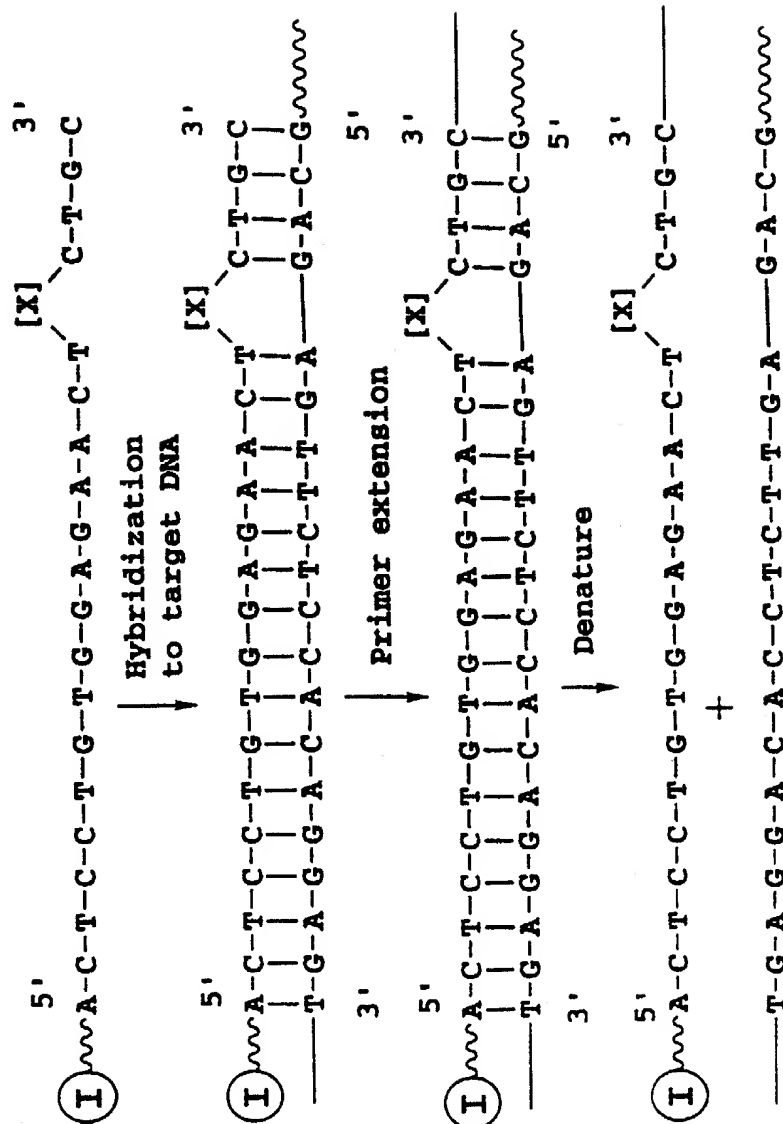 5' [X] 3'
I A-C-T-C-C-T-G-T-G-G-A-G-A-A-C-T C-T-G-C
Hybridization
to target DNA
5' [X] 3'
I A-C-T-C-C-T-G-T-G-G-A-G-A-A-C-T C-T-G-C
T-G-A-G-G-A-C-A-C-C-T-C-T-T-G-A G-A-C-G
3' 5'
Primer extension
5' [X] 3'
I A-C-T-C-C-T-G-T-G-G-A-G-A-A-C-T C-T-G-C
T-G-A-G-G-A-C-A-C-C-T-C-T-T-G-A G-A-C-G
3' 5'
Denature
5' [X] 3'
I A-C-T-C-C-T-G-T-G-G-A-G-A-A-C-T C-T-G-C
+
T-G-A-G-G-A-C-A-C-C-T-C-T-T-G-A G-A-C-G